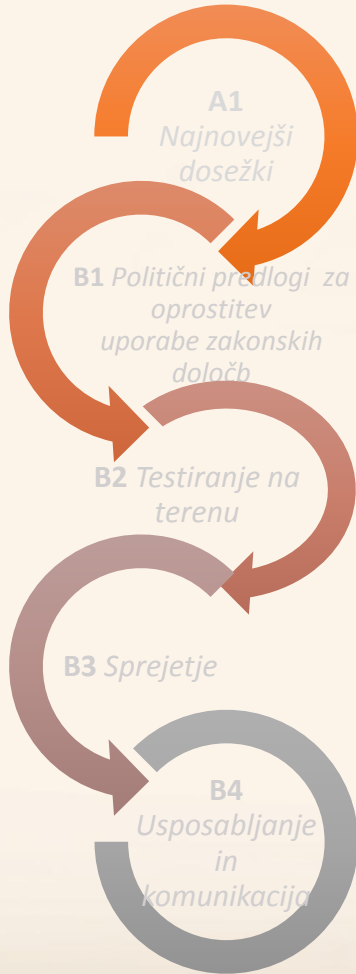 A1
Najnovejši
dosežki
B1 Politični predlogi za
oprostitev
uporabe zakonskih
določb
B2 Testiranje na
terenu
B3 Sprejetje
B4
Usposabljanje
in
komunikacija